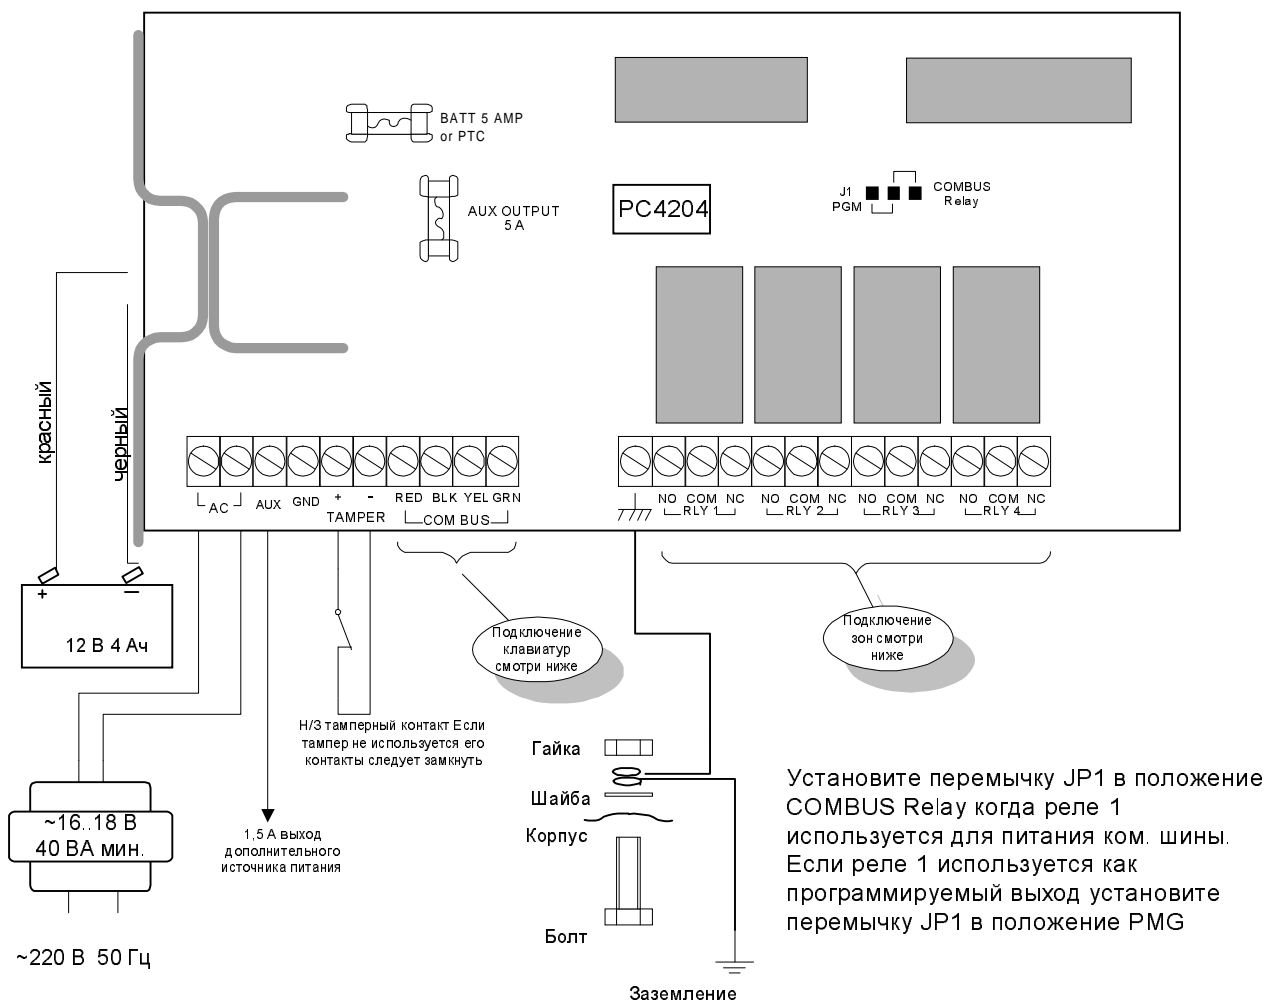 BATT 5 AMP
or PTC
AUX OUTPUT
5 A
PC4204
J1
PGM
COMBUS
Relay
красный
черный
AC
AUX
GND
+
-
TAMPER
RED BLK YEL GRN
COM BUS
NO COM NC
RLY 1
NO COM NC
RLY 2
NO COM NC
RLY 3
NO COM NC
RLY 4
+
–
12 В 4 Ач
Подключение
клавиатур
смотри ниже
Подключение
зон смотри
ниже
Н/З тамперный контакт Если
тампер не используется его
контакты следует замкнуть
~16..18 В
40 ВА мин.
~220 В 50 Гц
1,5 А выход
дополнительного
источника питания
Гайка
Шайба
Корпус
Болт
Заземление
Установите перемычку JP1 в положение
COMBUS Relay когда реле 1
используется для питания ком. шины.
Если реле 1 используется как
программируемый выход установите
перемычку JP1 в положение PMG